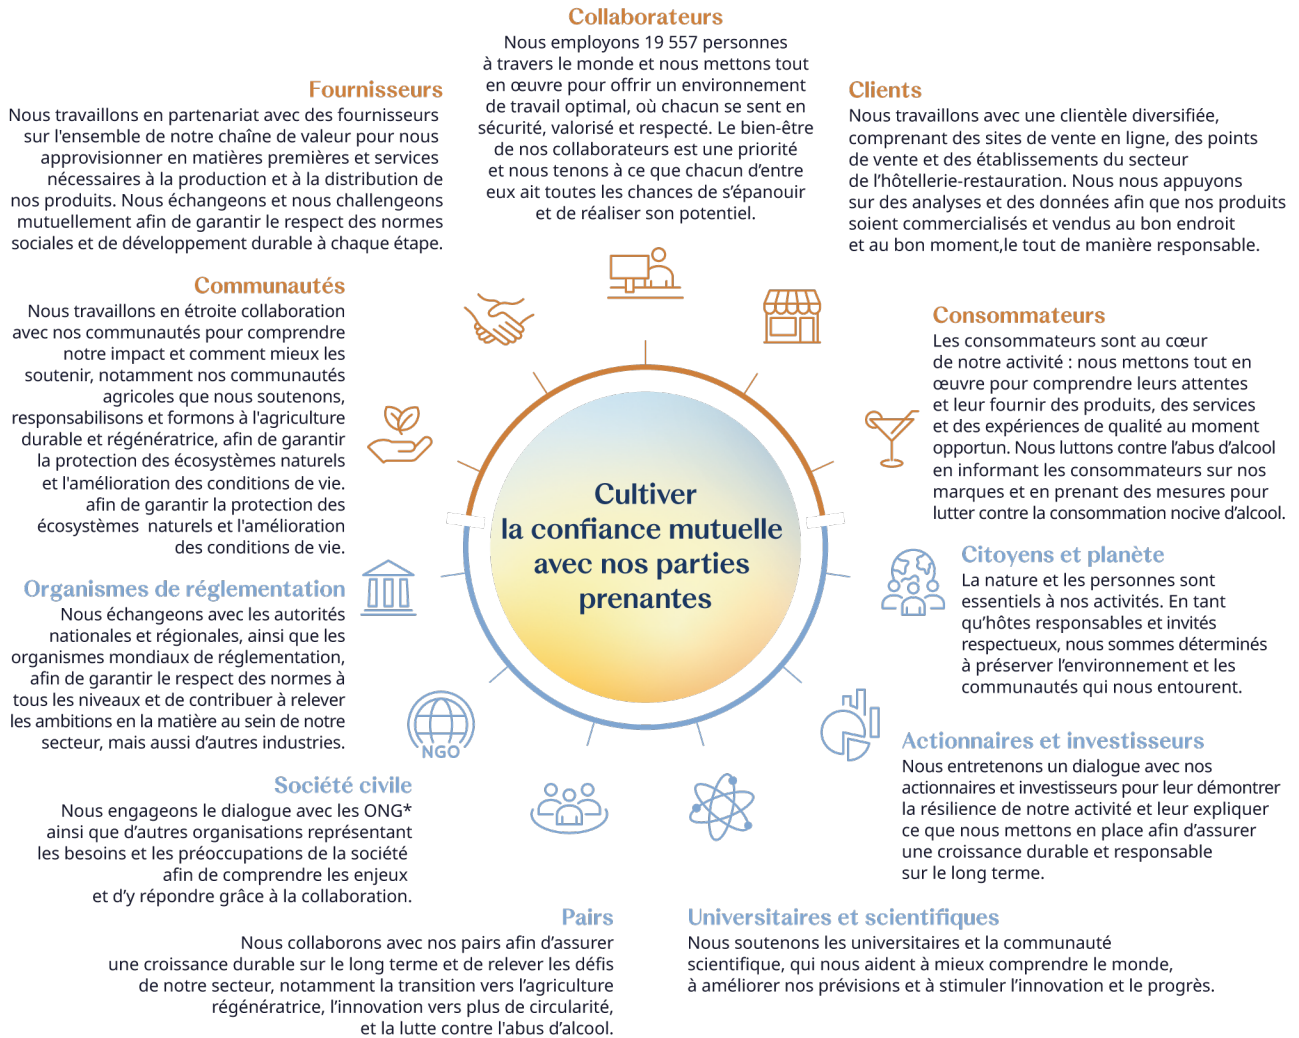 Collaborateurs
Nous employons 19 557 personnes
à travers le monde et nous mettons tout
en œuvre pour offrir un environnement
de travail optimal, où chacun se sent en
sécurité, valorisé et respecté. Le bien-être
de nos collaborateurs est une priorité
et nous tenons à ce que chacun d’entre
eux ait toutes les chances de s’épanouir
et de réaliser son potentiel.
Fournisseurs
Nous travaillons en partenariat avec des fournisseurs
sur l'ensemble de notre chaîne de valeur pour nous
approvisionner en matières premières et services
nécessaires à la production et à la distribution de
nos produits. Nous échangeons et nous challengeons
mutuellement afin de garantir le respect des normes
sociales et de développement durable à chaque étape.
Clients
Nous travaillons avec une clientèle diversifiée,
comprenant des sites de vente en ligne, des points
de vente et des établissements du secteur
de l’hôtellerie-restauration. Nous nous appuyons
sur des analyses et des données afin que nos produits
soient commercialisés et vendus au bon endroit
et au bon moment,le tout de manière responsable.
Communautés
Nous travaillons en étroite collaboration
avec nos communautés pour comprendre
notre impact et comment mieux les
soutenir, notamment nos communautés
agricoles que nous soutenons,
responsabilisons et formons à l'agriculture
durable et régénératrice, afin de garantir
la protection des écosystèmes naturels
et l'amélioration des conditions de vie.
afin de garantir la protection des
écosystèmes  naturels et l'amélioration
des conditions de vie.
Consommateurs
Les consommateurs sont au cœur
de notre activité : nous mettons tout en
œuvre pour comprendre leurs attentes
et leur fournir des produits, des services
et des expériences de qualité au moment
opportun. Nous luttons contre l’abus d’alcool
en informant les consommateurs sur nos
marques et en prenant des mesures pour
lutter contre la consommation nocive d’alcool.
Cultiver
la confiance mutuelle
avec nos parties
prenantes
Organismes de réglementation
Nous échangeons avec les autorités
nationales et régionales, ainsi que les
organismes mondiaux de réglementation,
afin de garantir le respect des normes à
tous les niveaux et de contribuer à relever
les ambitions en la matière au sein de notre
secteur, mais aussi d’autres industries.
Citoyens et planète
La nature et les personnes sont
essentiels à nos activités. En tant
qu’hôtes responsables et invités
respectueux, nous sommes déterminés
à préserver l’environnement et les
communautés qui nous entourent.
NGO
Société civile
Nous engageons le dialogue avec les ONG*
ainsi que d’autres organisations représentant
les besoins et les préoccupations de la société
afin de comprendre les enjeux
et d’y répondre grâce à la collaboration.
Actionnaires et investisseurs
Nous entretenons un dialogue avec nos
actionnaires et investisseurs pour leur démontrer
la résilience de notre activité et leur expliquer
ce que nous mettons en place afin d’assurer
une croissance durable et responsable
sur le long terme.
Pairs
Nous collaborons avec nos pairs afin d’assurer
une croissance durable sur le long terme et de relever les défis
de notre secteur, notamment la transition vers l’agriculture
régénératrice, l’innovation vers plus de circularité,
et la lutte contre l'abus d’alcool.
Universitaires et scientifiques
Nous soutenons les universitaires et la communauté
scientifique, qui nous aident à mieux comprendre le monde,
à améliorer nos prévisions et à stimuler l’innovation et le progrès.